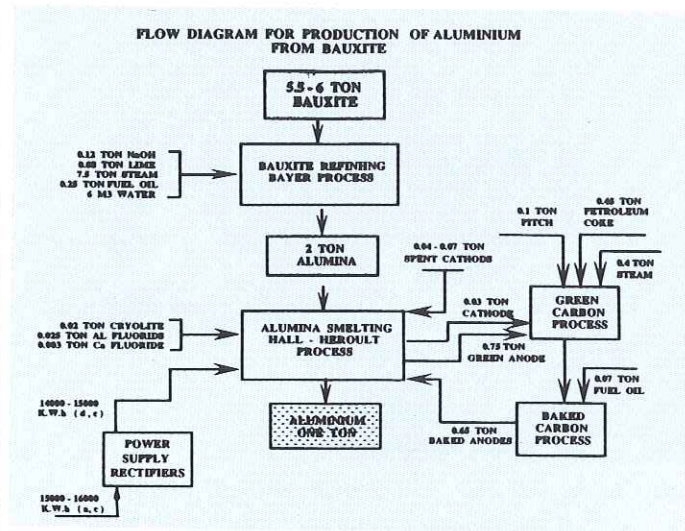 FLOW DIAGRAM FOR PRODUCTION OF ALUMINIUM
FROM BAUXITE
5.5 - 6 TON
BAUXITE
0.12 TON NaOH
TON LIME
7.5 TON STEAM
0.25 TON FUEL OIL
6 M3 WATER
BAUXITE REFINING
BAYER PROCESS
2 TON
ALUMINA
0.04 - 0.07 TON
SPENT CATHODS
0.1 TON
PITCH
0.45 TON
PETROLEUM
COKE
0.4 TON
STEAM
0.02 TON CRYOLITE
0.025 TON AL FLUORIDE
0.003 TON Ca FLUORIDE
ALUMINA SMELTING
HALL - HEROULT
PROCESS
0.03 TON
CATHODE
0.75 TON
GREEN ANODE
GREEN
CARBON
PROCESS
0.07 TON
FUEL OIL
14000 - 15000
K.W.h (d,c)
ALUMINIUM
ONE TON
0.65 TON
BAKED ANODES
BAKED
CARBON
PROCESS
POWER
SUPPLY
RECTIFIERS
15000 - 16000
K.W.h (a,c)